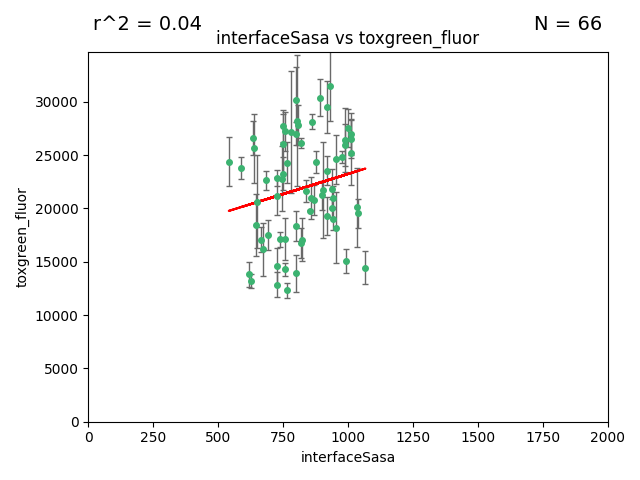 r^2 = 0.04
N = 66
interfaceSasa vs toxgreen_fluor
30000
25000
20000
15000
10000
5000
0
toxgreen_fluor
0 250 500 750 1000 1250 1500 1750 2000
interfaceSasa